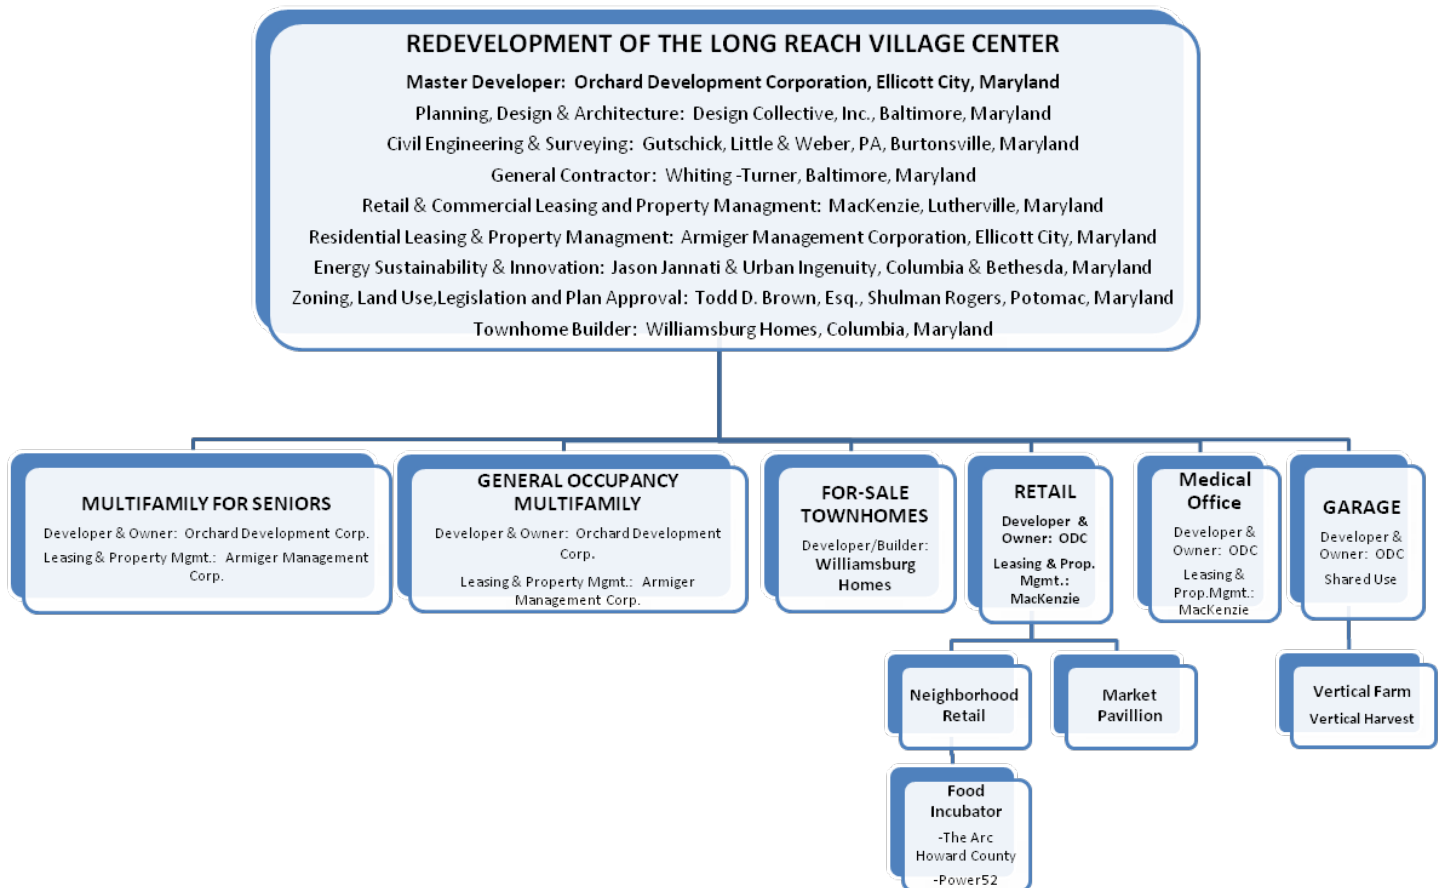 REDEVELOPMENT OF THE LONG REACH VILLAGE CENTER
Master Developer: Orchard Development Corporation, Ellicott City, Maryland
Planning, Design & Architecture: Design Collective, Inc., Baltimore, Maryland
Civil Engineering & Surveying: Gutschick, Little & Weber, PA, Burtonsville, Maryland
General Contractor: Whiting -Turner, Baltimore, Maryland
Retail & Commercial Leasing and Property Managment: MacKenzie, Lutherville, Maryland
Residential Leasing & Property Managment: Armiger Management Corporation, Ellicott City, Maryland
Energy Sustainability & Innovation: Jason Jannati & Urban Ingenuity, Columbia & Bethesda, Maryland
Zoning, Land Use,Legislation and Plan Approval: Todd D. Brown, Esq., Shulman Rogers, Potomac, Maryland
Townhome Builder: Williamsburg Homes, Columbia, Maryland
MULTIFAMILY FOR SENIORS
Developer & Owner: Orchard Development Corp.
Leasing & Property Mgmt.: Armiger Management
Corp.
GENERAL OCCUPANCY
MULTIFAMILY
Developer & Owner: Orchard Development
Corp.
Leasing & Property Mgmt.: Armiger
Management Corp.
FOR-SALE
TOWNHOMES
Developer/Builder:
Williamsburg
Homes
RETAIL
Developer &
Owner: ODC
Leasing & Prop.
Mgmt.:
MacKenzie
Medical
Office
Developer &
Owner: ODC
Leasing &
Prop.Mgmt.:
MacKenzie
GARAGE
Developer &
Owner: ODC
Shared Use
Neighborhood
Retail
Market
Pavillion
Vertical Farm
Vertical Harvest
Food
Incubator
-The Arc
Howard County
-Power52